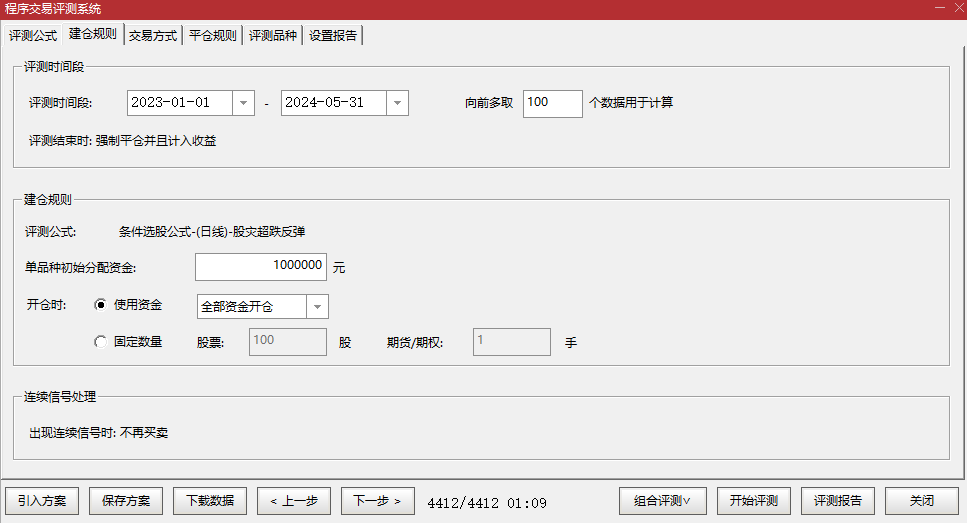 程序交易评测系统
评测公式 建仓规则 交易方式 平仓规则 评测品种 设置报告
评测时间段
评测时间段: 2023-01-01 - 2024-05-31 向前多取 100 个数据用于计算
评测结束时: 强制平仓并且计入收益
建仓规则
评测公式: 条件选股公式-(日线)-股灾超跌反弹
单品种初始分配资金: 1000000 元
开仓时: 使用资金 全部资金开仓
固定数量 股票: 100 股 期货/期权: 1 手
连续信号处理
出现连续信号时: 不再买卖
引入方案 保存方案 下载数据 < 上一步 下一步 > 4412/4412 01:09 组合评测∨ 开始评测 评测报告 关闭